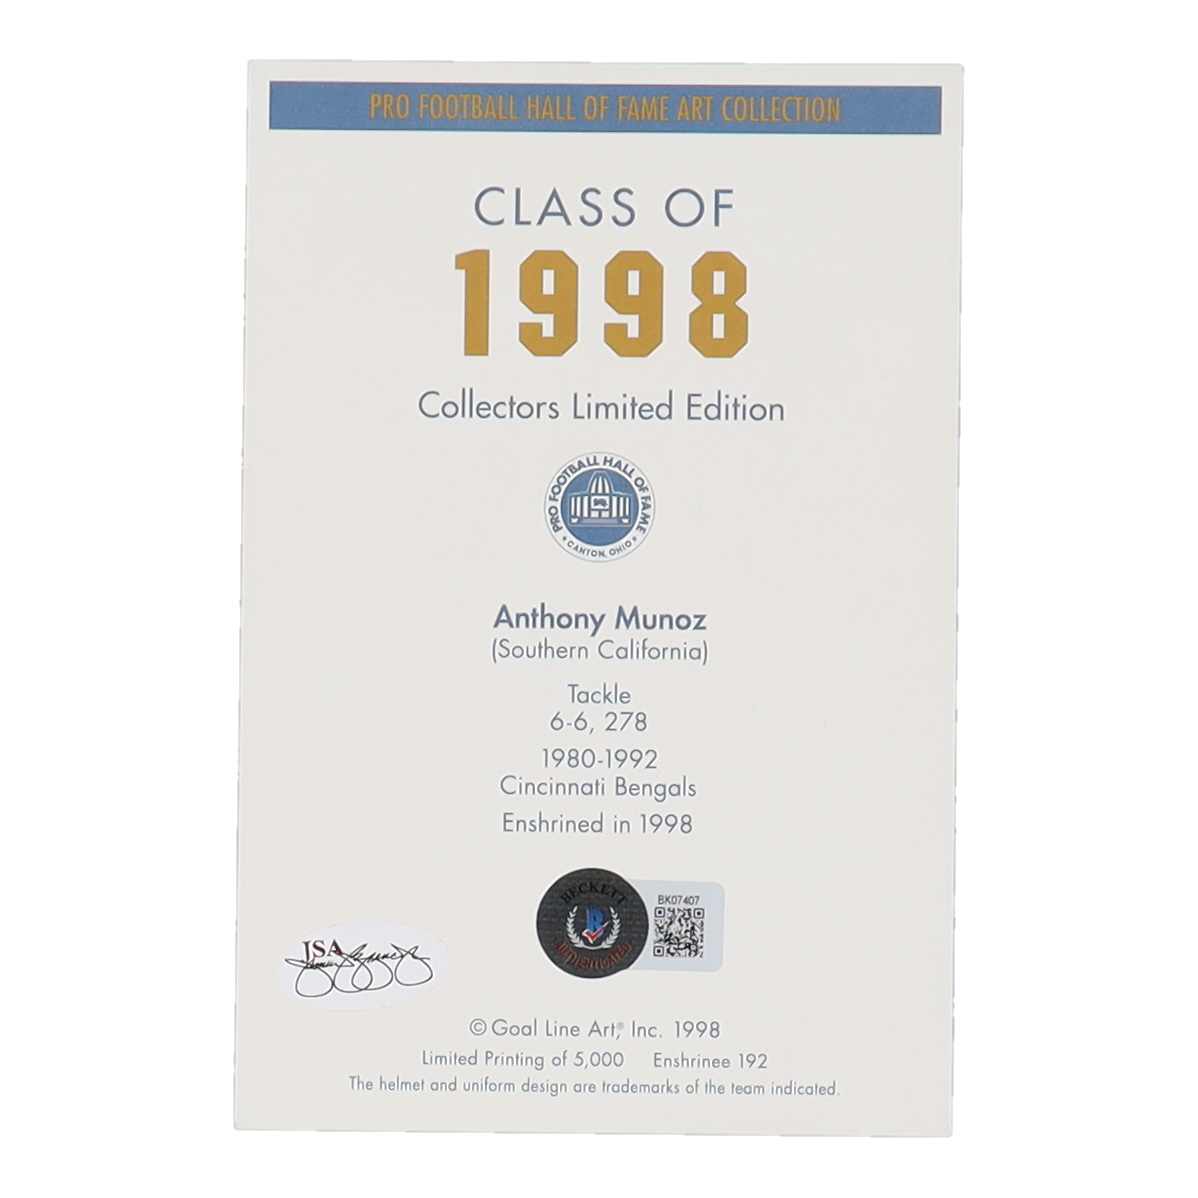 PRO FOOTBALL HALL OF FAME ART COLLECTION
CLASS OF
1998
Collectors Limited Edition
PRO FOOTBALL HALL OF FAME
★ CANTON, OHIO ★
Anthony Munoz
(Southern California)
Tackle
6-6, 278
1980-1992
Cincinnati Bengals
Enshrined in 1998
BECKETT
B
AUTHENTICATED
BK07407
JSA
© Goal Line Art,® Inc. 1998
Limited Printing of 5,000 Enshrinee 192
The helmet and uniform design are trademarks of the team indicated.